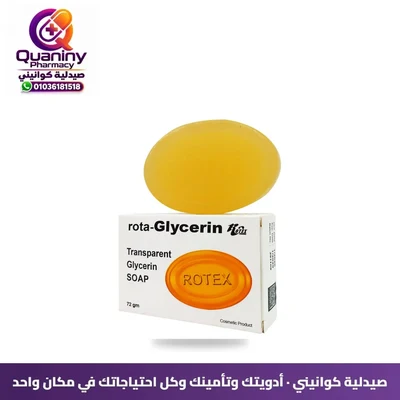 Quaniny
Pharmacy
صيدلية كوانيني
01036181518
rota-Glycerin
Transparent
Glycerin
SOAP
ROTEX
72 gm
Cosmetic Product
صيدلية كوانيني - أدويتك وتأمينك وكل احتياجاتك في مكان واحد